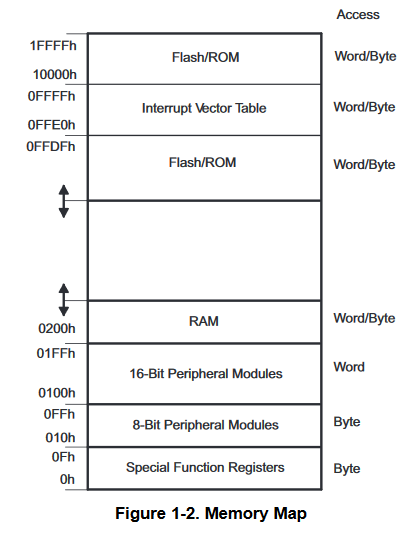 Access
1FFFFh
Flash/ROM Word/Byte
10000h
0FFFFh
Interrupt Vector Table Word/Byte
0FFE0h
0FFDFh
Flash/ROM Word/Byte
RAM Word/Byte
0200h
01FFh
16-Bit Peripheral Modules Word
0100h
0FFh
8-Bit Peripheral Modules Byte
010h
0Fh
Special Function Registers Byte
0h
Figure 1-2. Memory Map